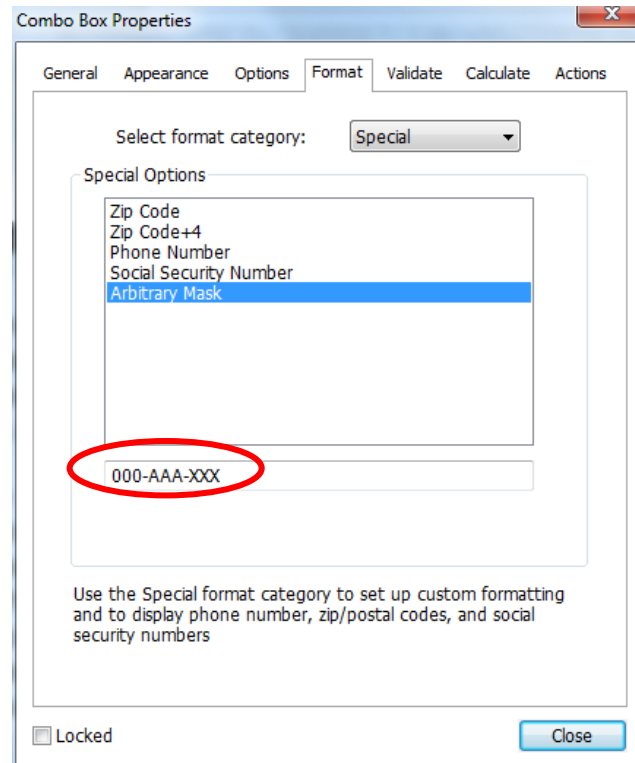 Combo Box Properties
General Appearance Options Format Validate Calculate Actions
Select format category: Special
Special Options
Zip Code
Zip Code+4
Phone Number
Social Security Number
Arbitrary Mask
000-AAA-XXX
Use the Special format category to set up custom formatting
and to display phone number, zip/postal codes, and social
security numbers
Locked Close